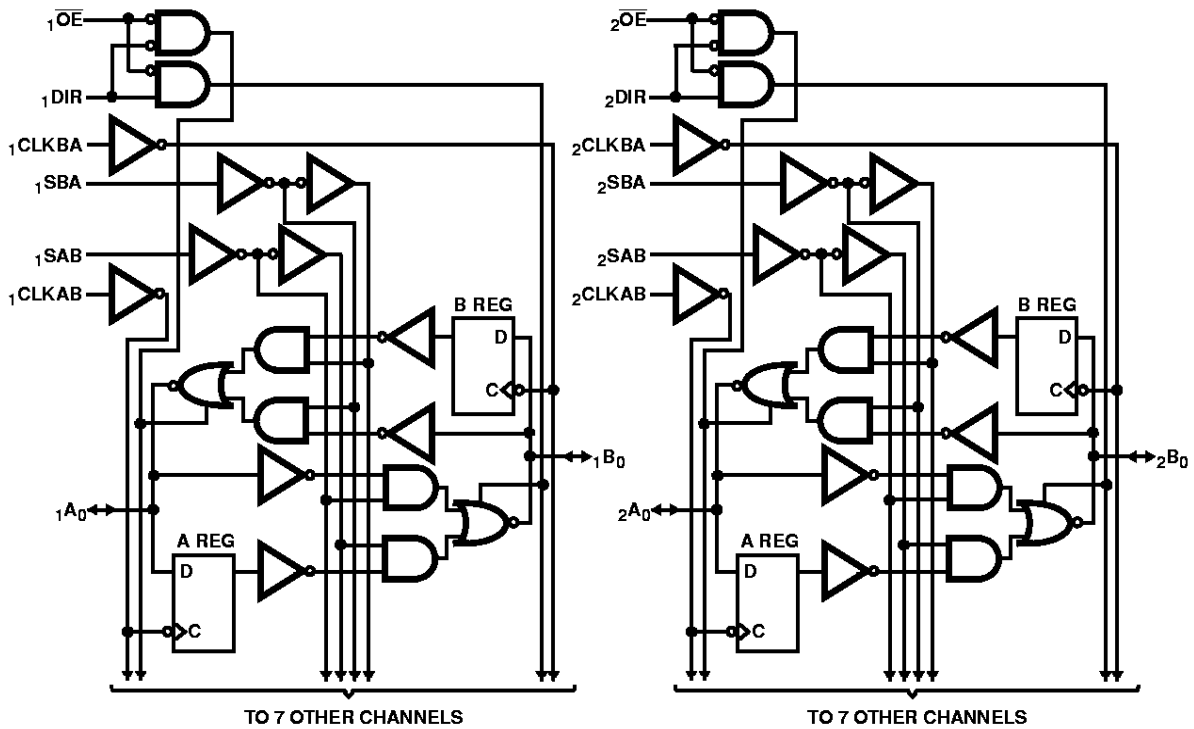 1OE
1DIR
1CLKBA
1SBA
1SAB
1CLKAB
B REG
D
C
1B0
1A0
A REG
D
C
TO 7 OTHER CHANNELS
2OE
2DIR
2CLKBA
2SBA
2SAB
2CLKAB
B REG
D
C
2B0
2A0
A REG
D
C
TO 7 OTHER CHANNELS